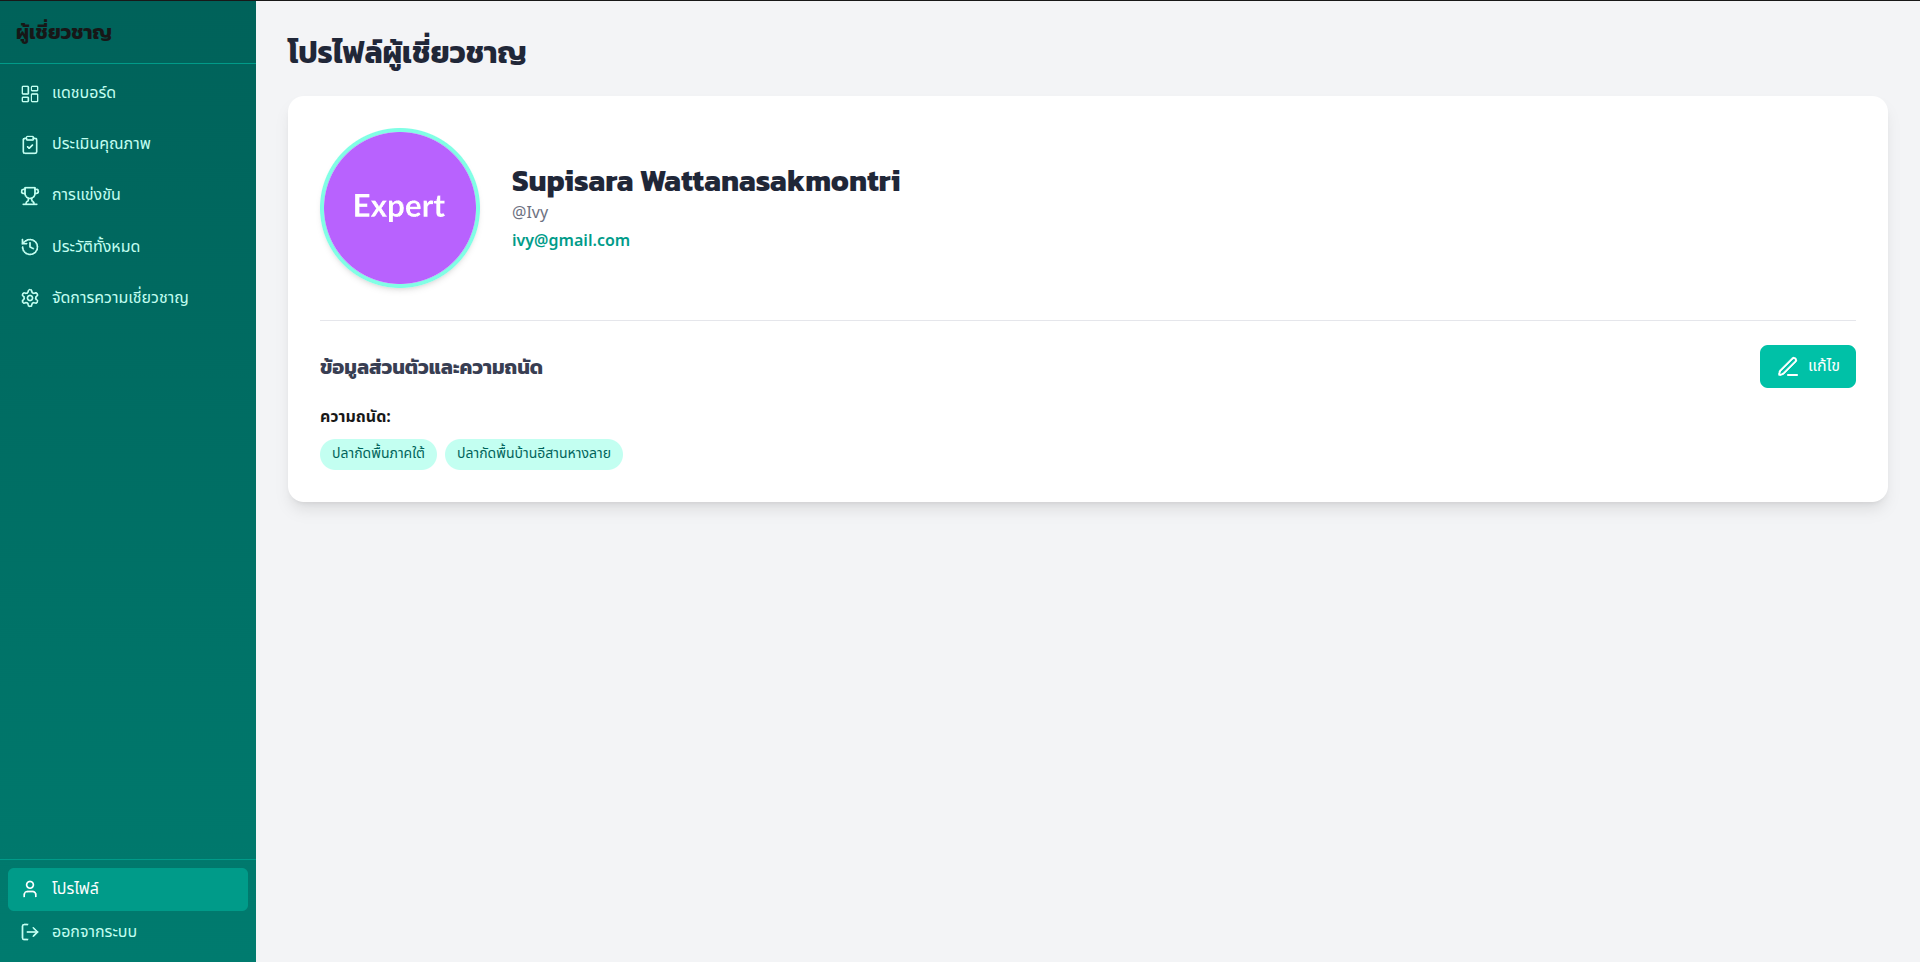 ผู้เชี่ยวชาญ
แดชบอร์ด
ประเมินคุณภาพ
การแข่งขัน
ประวัติทั้งหมด
จัดการความเชี่ยวชาญ
โปรไฟล์
ออกจากระบบ
โปรไฟล์ผู้เชี่ยวชาญ
Expert
Supisara Wattanasakmontri
@Ivy
ivy@gmail.com
ข้อมูลส่วนตัวและความถนัด
แก้ไข
ความถนัด:
ปลากัดพื้นภาคใต้ ปลากัดพื้นบ้านอีสานหางลาย